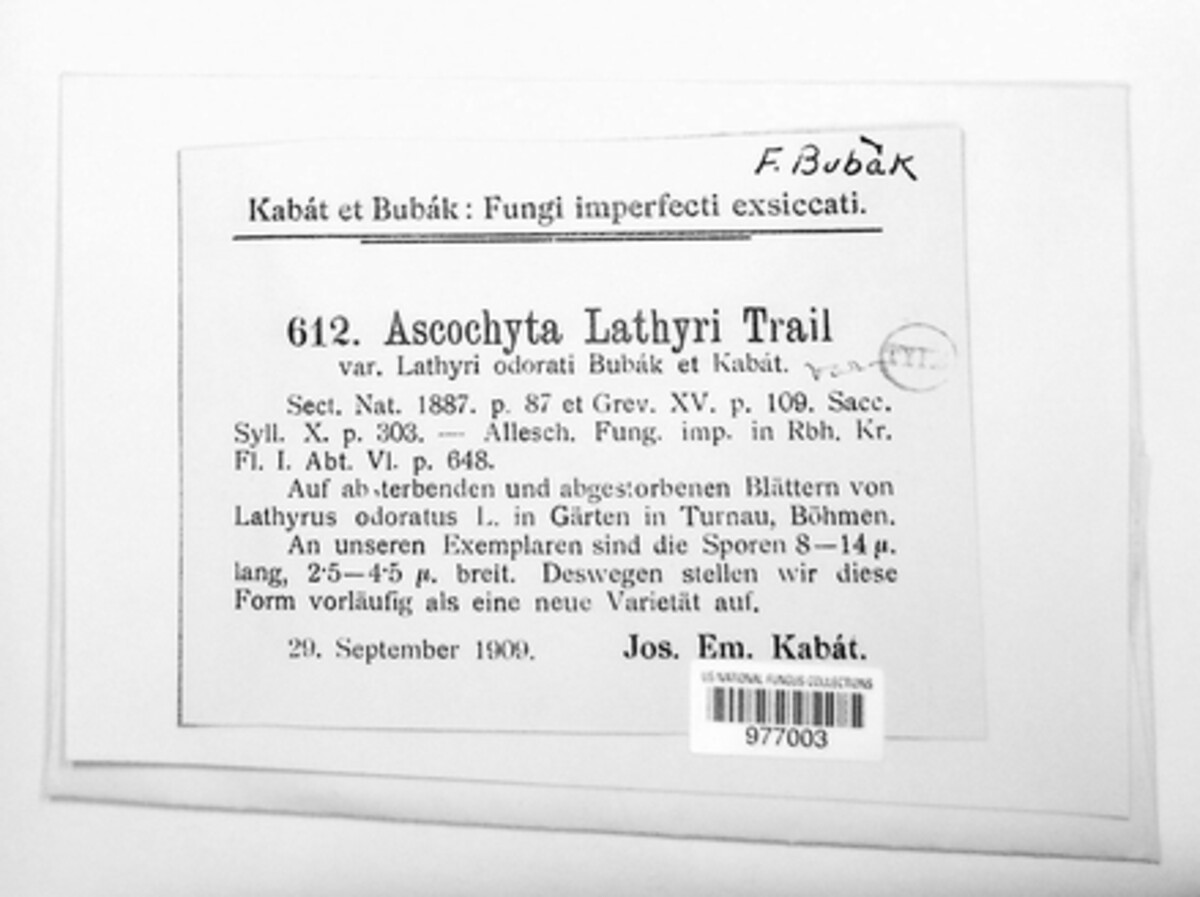 F. Bubàk
Kabát et Bubák: Fungi imperfecti exsiccati.
612. Ascochyta Lathyri Trail
var. Lathyri odorati Bubák et Kabát.
Sect. Nat. 1887. p. 87 et Grev. XV. p. 109. Sacc.
Syll. X. p. 303. — Allesch. Fung. imp. in Rbh. Kr.
Fl. I. Abt. VI. p. 648.
Auf absterbenden und abgestorbenen Blättern von
Lathyrus odoratus L. in Gärten in Turnau, Böhmen.
An unseren Exemplaren sind die Sporen 8—14 µ.
lang, 2·5—4·5 µ. breit. Deswegen stellen wir diese
Form vorläufig als eine neue Varietät auf.
29. September 1909. Jos. Em. Kabát.
US NATIONAL FUNGUS COLLECTIONS
977003